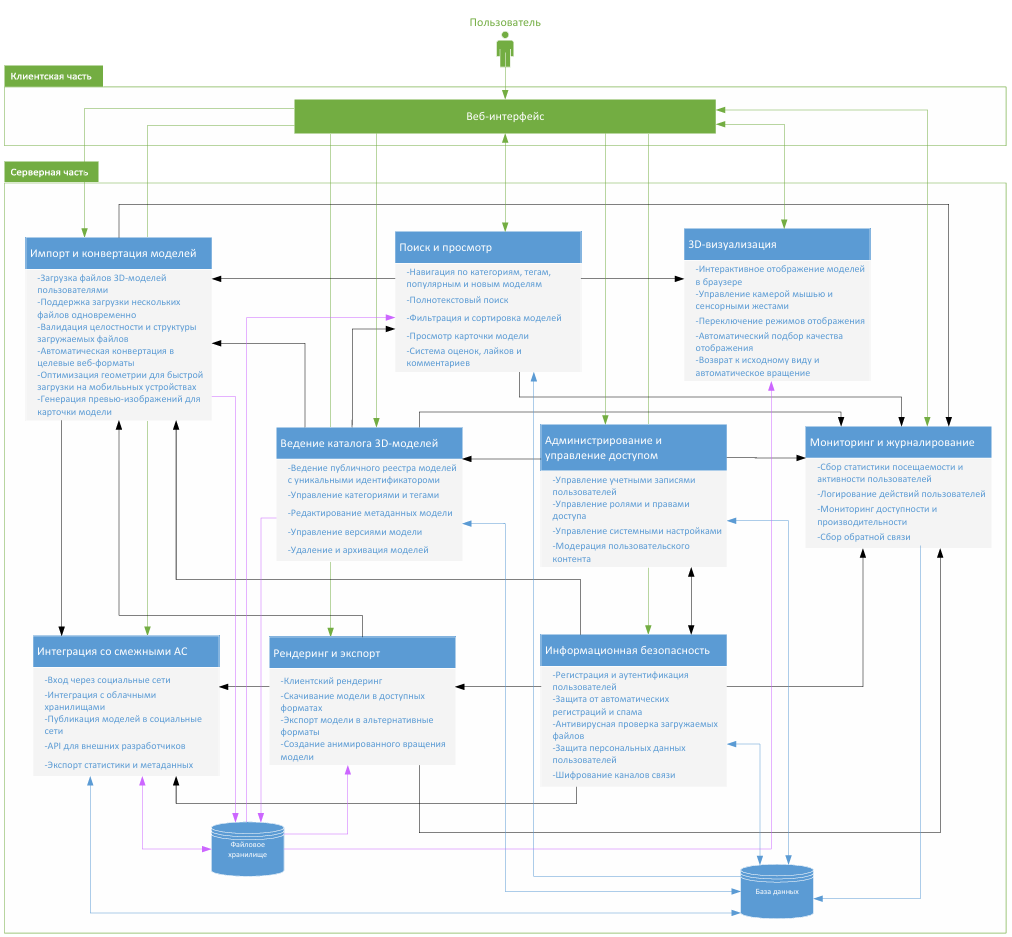 Пользователь
Клиентская часть
Веб-интерфейс
Серверная часть
Импорт и конвертация моделей
-Загрузка файлов 3D-моделей
пользователями
-Поддержка загрузки нескольких
файлов одновременно
-Валидация целостности и структуры
загружаемых файлов
-Автоматическая конвертация в
целевые веб-форматы
-Оптимизация геометрии для быстрой
загрузки на мобильных устройствах
-Генерация превью-изображений для
карточки модели
Поиск и просмотр
-Навигация по категориям, тегам,
популярным и новым моделям
-Полнотекстовый поиск
-Фильтрация и сортировка моделей
-Просмотр карточки модели
-Система оценок, лайков и
комментариев
3D-визуализация
-Интерактивное отображение моделей
в браузере
-Управление камерой мышью и
сенсорными жестами
-Переключение режимов отображения
-Автоматический подбор качества
отображения
-Возврат к исходному виду и
автоматическое вращение
Ведение каталога 3D-моделей
-Ведение публичного реестра моделей
с уникальными идентификатороми
-Управление категориями и тегами
-Редактирование метаданных модели
-Управление версиями модели
-Удаление и архивация моделей
Администрирование и
управление доступом
-Управление учетными записями
пользователей
-Управление ролями и правами
доступа
-Управление системными настройками
-Модерация пользовательского
контента
Мониторинг и журналирование
-Сбор статистики посещаемости и
активности пользователей
-Логирование действий пользователей
-Мониторинг доступности и
производительности
-Сбор обратной связи
Интеграция со смежными АС
-Вход через социальные сети
-Интеграция с облачными
хранилищами
-Публикация моделей в социальные
сети
-API для внешних разработчиков
-Экспорт статистики и метаданных
Рендеринг и экспорт
-Клиентский рендеринг
-Скачивание модели в доступных
форматах
-Экспорт модели в альтернативные
форматы
-Создание анимированного вращения
модели
Информационная безопасность
-Регистрация и аутентификация
пользователей
-Защита от автоматических
регистраций и спама
-Антивирусная проверка загружаемых
файлов
-Защита персональных данных
пользователей
-Шифрование каналов связи
Файловое
хранилище
База данных